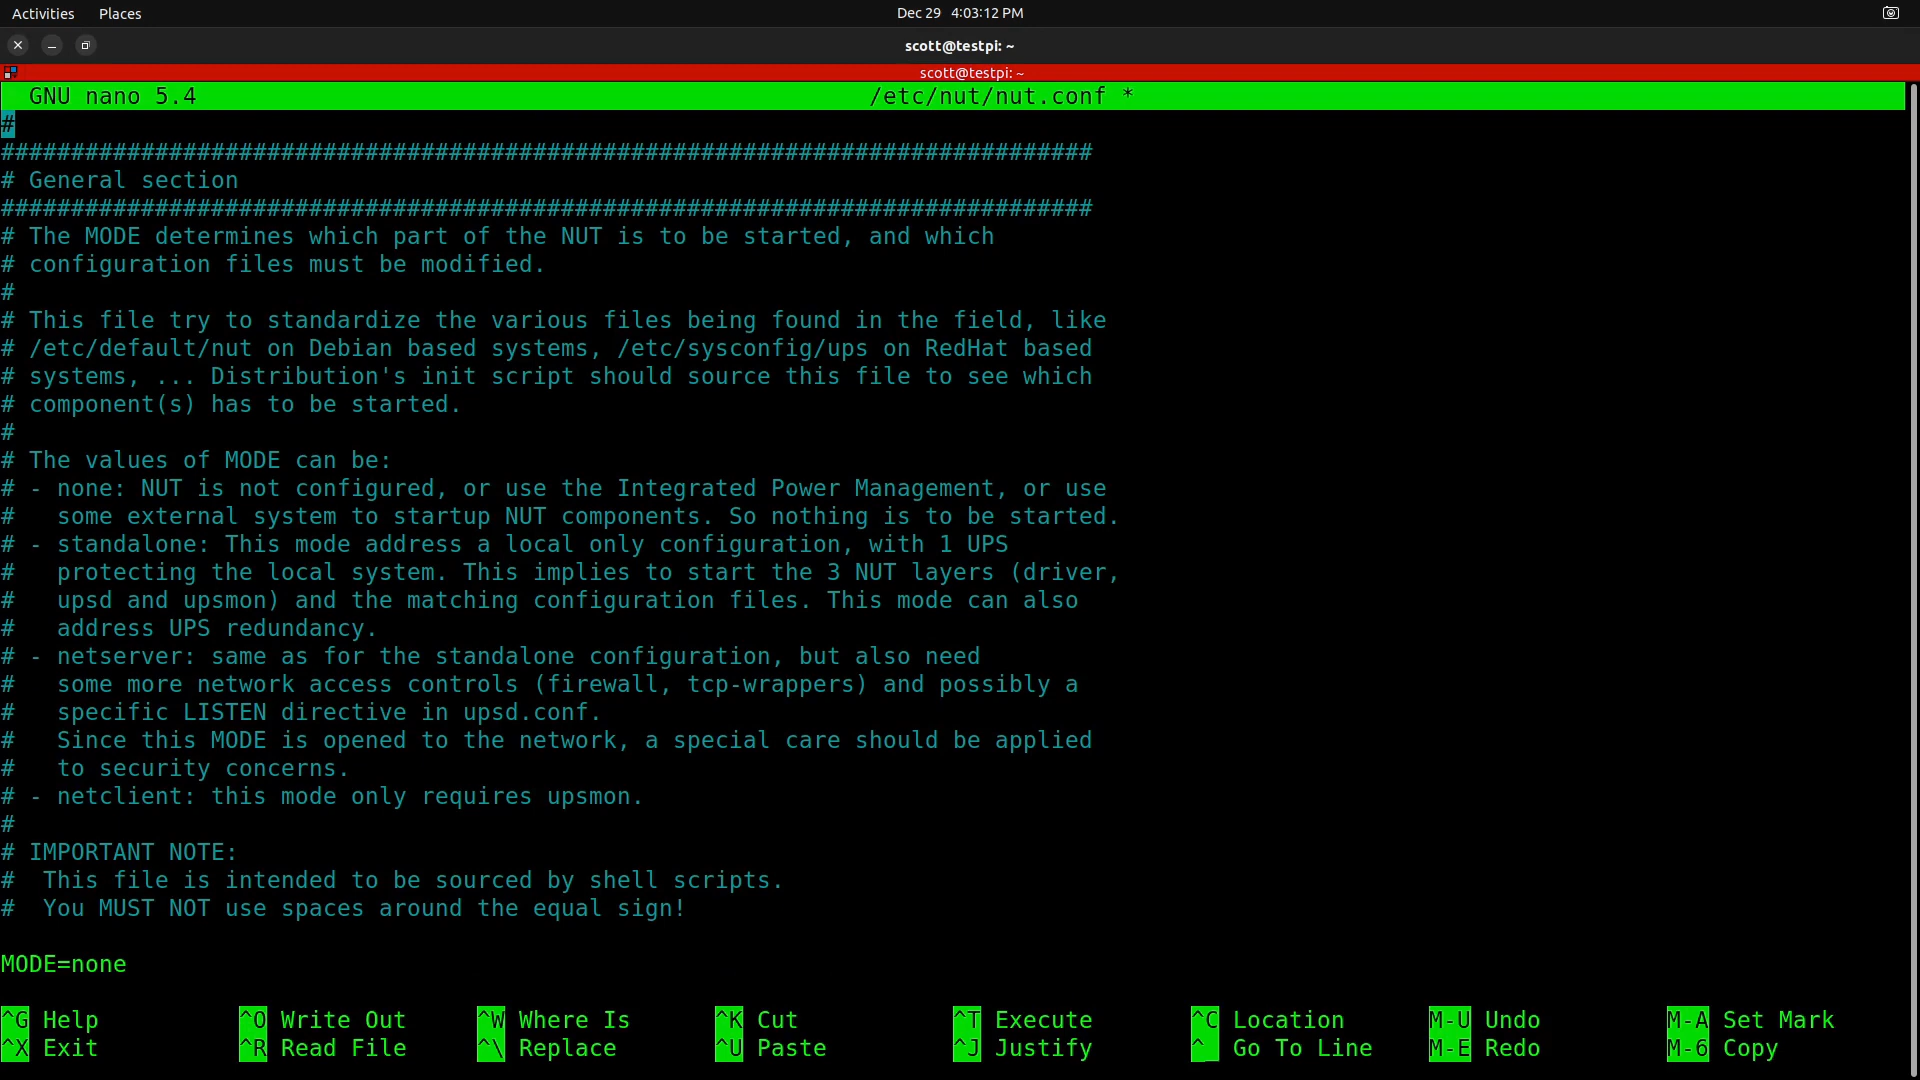 Activities Places Dec 29 4:03:12 PM
scott@testpi: ~
scott@testpi: ~
GNU nano 5.4 /etc/nut/nut.conf *
#
##############################################################################
# General section
##############################################################################
# The MODE determines which part of the NUT is to be started, and which
# configuration files must be modified.
#
# This file try to standardize the various files being found in the field, like
# /etc/default/nut on Debian based systems, /etc/sysconfig/ups on RedHat based
# systems, ... Distribution's init script should source this file to see which
# component(s) has to be started.
#
# The values of MODE can be:
# - none: NUT is not configured, or use the Integrated Power Management, or use
#   some external system to startup NUT components. So nothing is to be started.
# - standalone: This mode address a local only configuration, with 1 UPS
#   protecting the local system. This implies to start the 3 NUT layers (driver,
#   upsd and upsmon) and the matching configuration files. This mode can also
#   address UPS redundancy.
# - netserver: same as for the standalone configuration, but also need
#   some more network access controls (firewall, tcp-wrappers) and possibly a
#   specific LISTEN directive in upsd.conf.
#   Since this MODE is opened to the network, a special care should be applied
#   to security concerns.
# - netclient: this mode only requires upsmon.
#
# IMPORTANT NOTE:
#  This file is intended to be sourced by shell scripts.
#  You MUST NOT use spaces around the equal sign!
MODE=none
^G Help ^O Write Out ^W Where Is ^K Cut ^T Execute ^C Location M-U Undo M-A Set Mark
^X Exit ^R Read File ^\ Replace ^U Paste ^J Justify ^_ Go To Line M-E Redo M-6 Copy